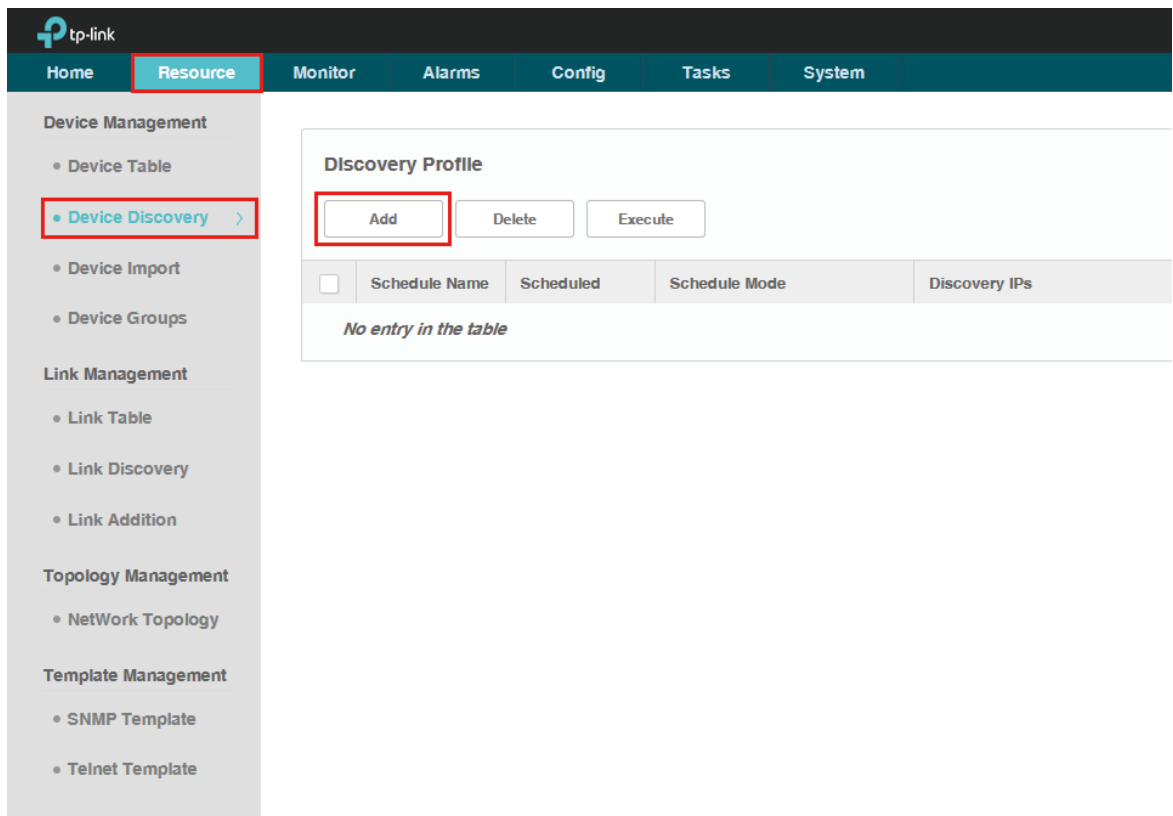 tp-link
Home Resource Monitor Alarms Config Tasks System
Device Management
Device Table
Device Discovery >
Device Import
Device Groups
Link Management
Link Table
Link Discovery
Link Addition
Topology Management
NetWork Topology
Template Management
SNMP Template
Telnet Template
Discovery Profile
Add Delete Execute
Schedule Name Scheduled Schedule Mode Discovery IPs
No entry in the table